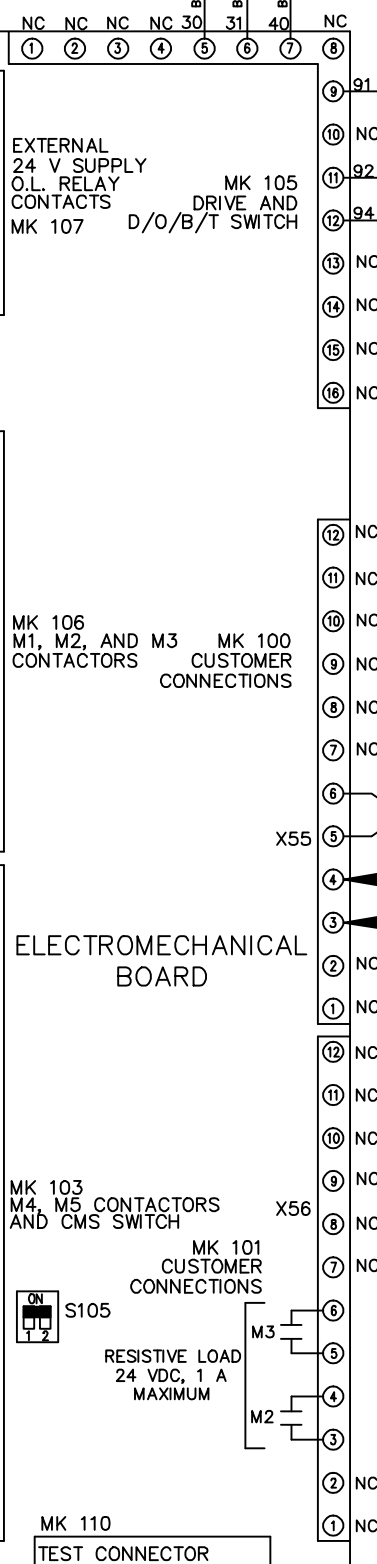 B B B
NC NC NC NC 30 31 40 NC
1 2 3 4 5 6 7 8
9 91
10 NC
EXTERNAL
24 V SUPPLY
O.L. RELAY
CONTACTS
MK 107
MK 105
DRIVE AND
D/O/B/T SWITCH
11 92
12 94
13 NC
14 NC
15 NC
16 NC
12 NC
11 NC
10 NC
MK 106
M1, M2, AND M3
CONTACTORS
MK 100
CUSTOMER
CONNECTIONS
9 NC
8 NC
7 NC
6
X55 5
4
3
ELECTROMECHANICAL
BOARD
2 NC
1 NC
12 NC
11 NC
10 NC
9 NC
MK 103
M4, M5 CONTACTORS
AND CMS SWITCH
X56
8 NC
MK 101
CUSTOMER
CONNECTIONS
7 NC
ON
1 2
S105
6
M3
5
RESISTIVE LOAD
24 VDC, 1 A
MAXIMUM
4
M2
3
2 NC
MK 110
1 NC
TEST CONNECTOR